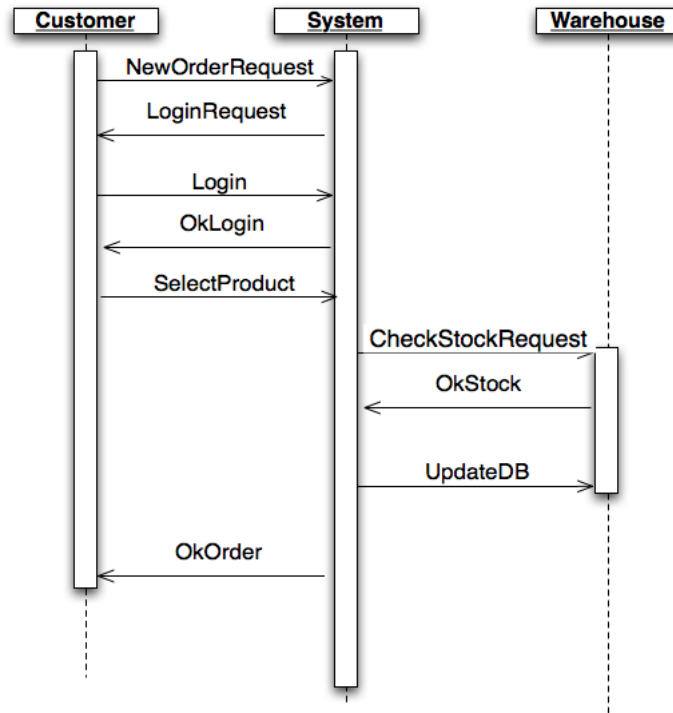 Customer
System
Warehouse
NewOrderRequest
LoginRequest
Login
OkLogin
SelectProduct
CheckStockRequest
OkStock
UpdateDB
OkOrder